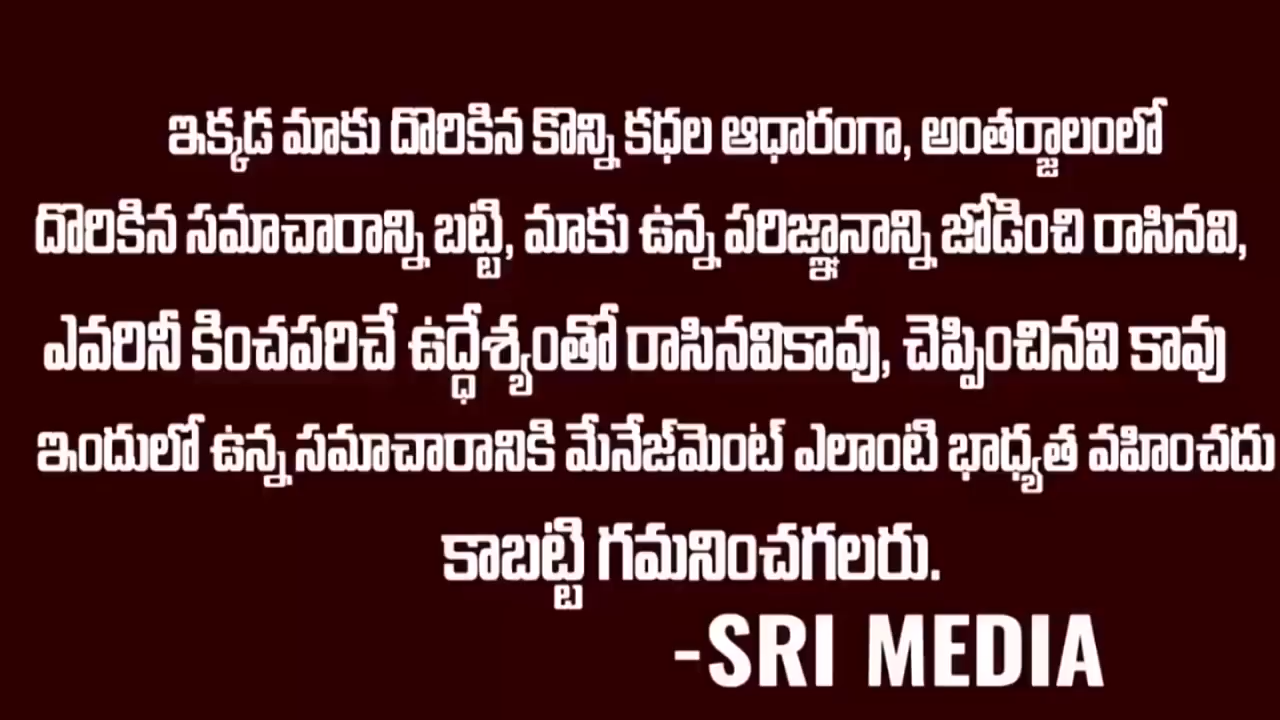 ఇక్కడ మాకు దొరికిన కొన్ని కధల ఆధారంగా, అంతర్జాలంలో
దొరికిన సమాచారాన్ని బట్టి, మాకు ఉన్న పరిజ్ఞానాన్ని జోడించి రాసినవి,
ఎవరినీ కించపరిచే ఉద్ధేశ్యంతో రాసినవికావు, చెప్పించినవి కావు
ఇందులో ఉన్న సమాచారానికి మేనేజ్‌మెంట్ ఎలాంటి భాధ్యత వహించదు
కాబట్టి గమనించగలరు.
-SRI MEDIA